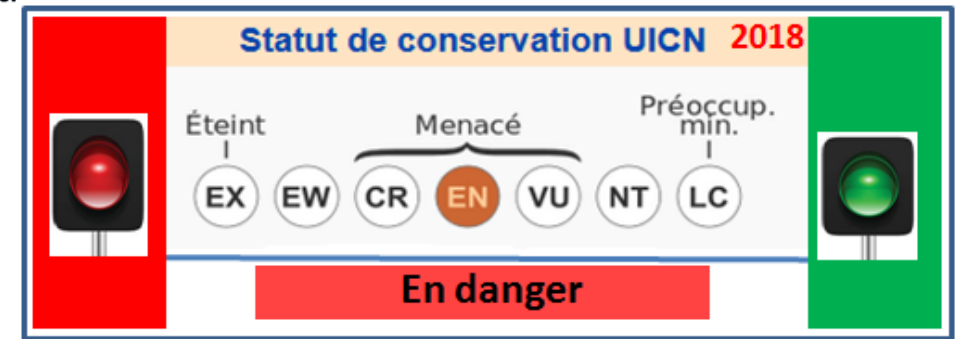 Statut de conservation UICN 2018
Éteint Menacé Préoccup. min.
EX EW CR EN VU NT LC
En danger